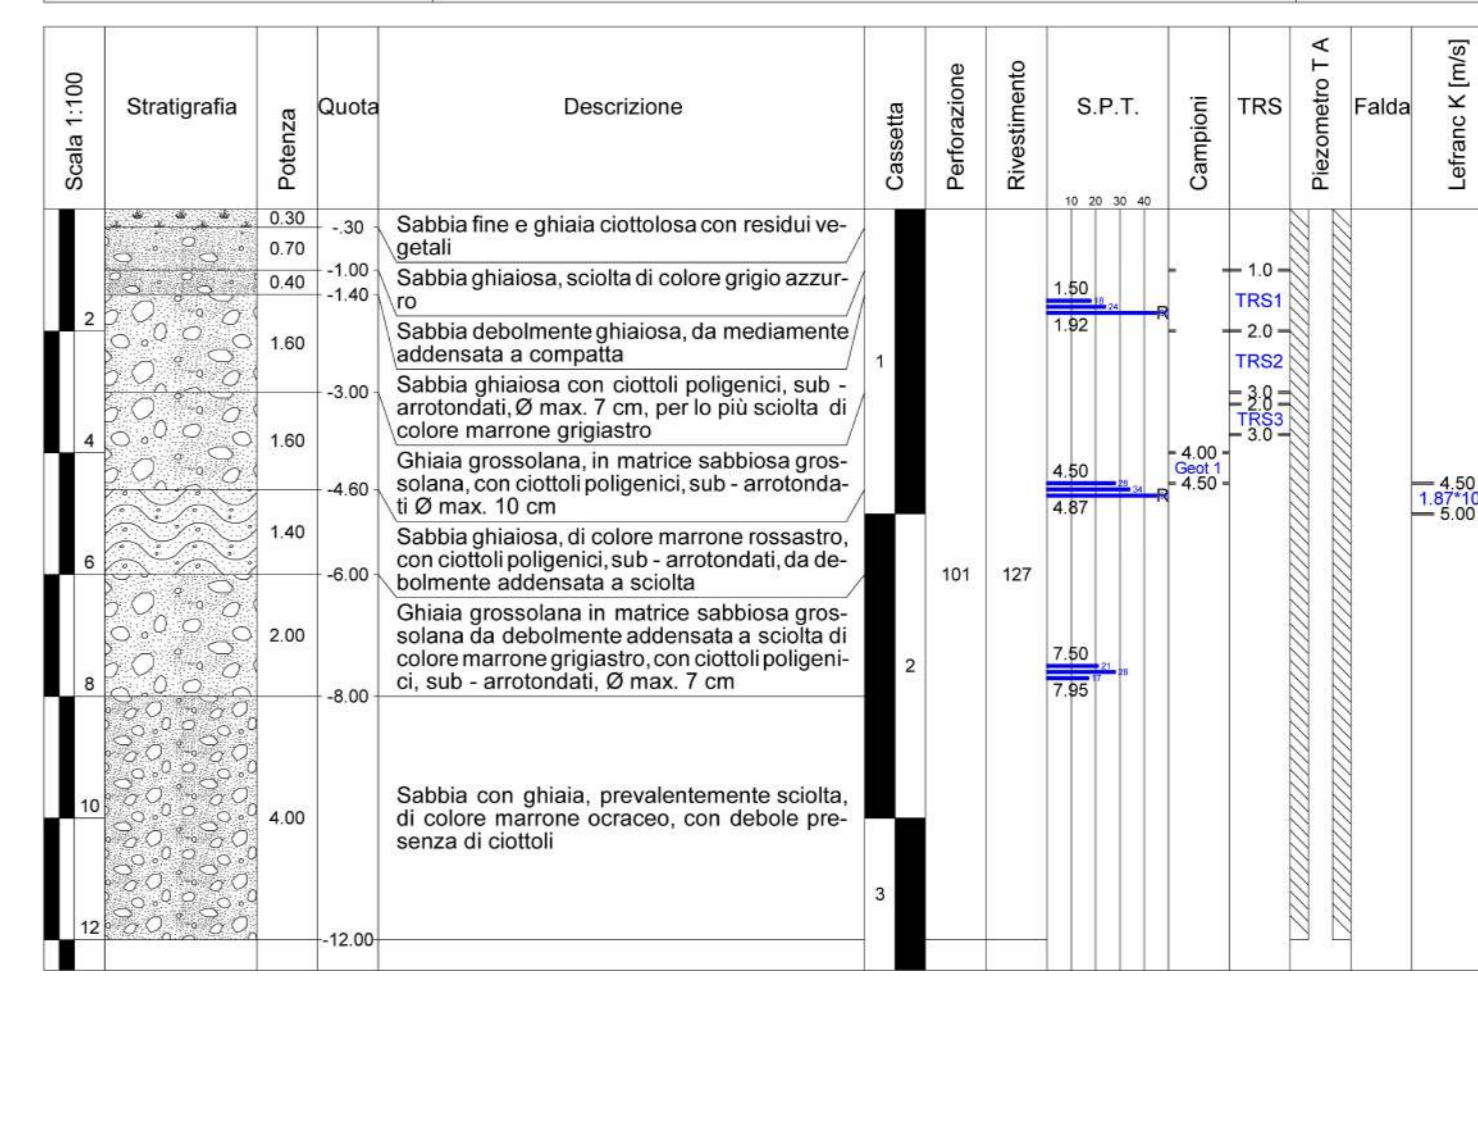 Scala 1:100
Stratigrafia
Potenza
Quota
Descrizione
Cassetta
Perforazione
Rivestimento
S.P.T.
Campioni
TRS
Piezometro T A
Falda
Lefranc K [m/s]
10 20 30 40
0.30
-.30
Sabbia fine e ghiaia ciottolosa con residui ve-
getali
0.70
-1.00
Sabbia ghiaiosa, sciolta di colore grigio azzur-
ro
0.40
-1.40
Sabbia debolmente ghiaiosa, da mediamente
addensata a compatta
2
1.60
-3.00
Sabbia ghiaiosa con ciottoli poligenici, sub -
arrotondati, Ø max. 7 cm, per lo più sciolta di
colore marrone grigiastro
4
1.60
-4.60
Ghiaia grossolana, in matrice sabbiosa gros-
solana, con ciottoli poligenici, sub - arrotonda-
ti Ø max. 10 cm
6
1.40
-6.00
Sabbia ghiaiosa, di colore marrone rossastro,
con ciottoli poligenici, sub - arrotondati, da de-
bolmente addensata a sciolta
8
2.00
-8.00
Ghiaia grossolana in matrice sabbiosa gros-
solana da debolmente addensata a sciolta di
colore marrone grigiastro, con ciottoli poligeni-
ci, sub - arrotondati, Ø max. 7 cm
10
4.00
12
-12.00
Sabbia con ghiaia, prevalentemente sciolta,
di colore marrone ocraceo, con debole pre-
senza di ciottoli
1
2
3
101
127
1.50
18
24
R
1.92
4.50
28
34
R
4.87
7.50
21
28
17
7.95
4.00
Geot 1
4.50
1.0
TRS1
2.0
TRS2
3.0
2.0
TRS3
3.0
4.50
1.87*10
5.00